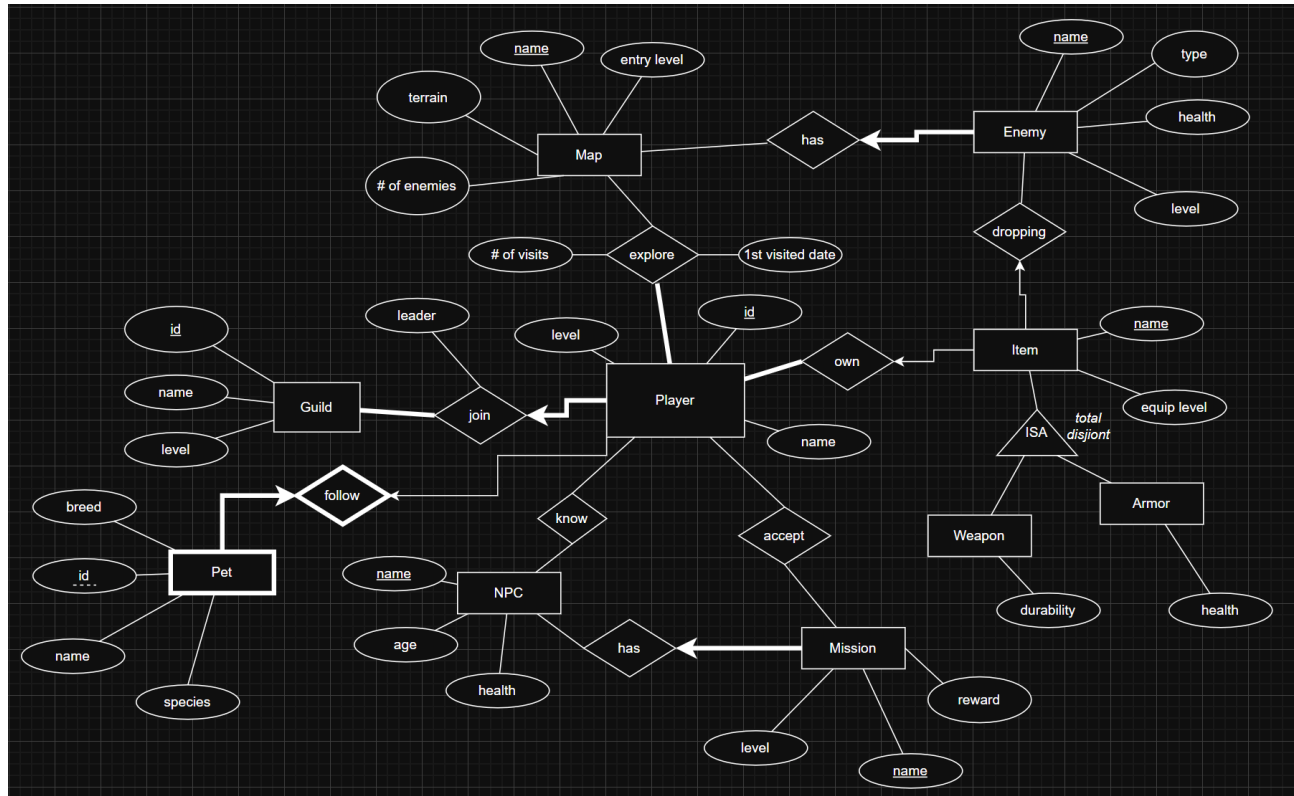 name
entry level
terrain
Map
# of enemies
has
name
type
Enemy
health
level
dropping
# of visits
explore
1st visited date
id
name
level
Guild
leader
join
level
id
Player
name
own
name
Item
equip level
ISA
total
disjiont
Weapon
Armor
durability
health
follow
breed
id
Pet
name
species
know
accept
name
NPC
age
health
has
Mission
reward
level
name